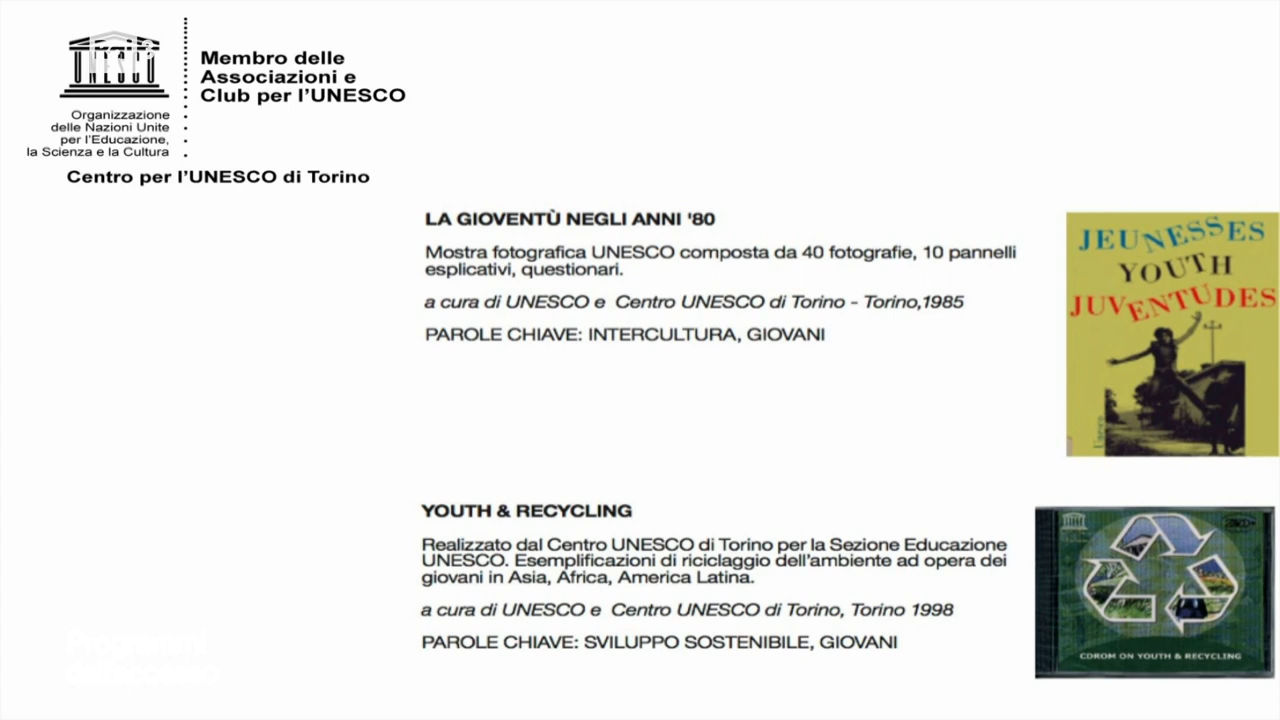 UNESCO
Organizzazione
delle Nazioni Unite
per l'Educazione,
la Scienza e la Cultura
Membro delle
Associazioni e
Club per l'UNESCO
Centro per l'UNESCO di Torino
LA GIOVENTÙ NEGLI ANNI '80
Mostra fotografica UNESCO composta da 40 fotografie, 10 pannelli
esplicativi, questionari.
a cura di UNESCO e Centro UNESCO di Torino - Torino,1985
PAROLE CHIAVE: INTERCULTURA, GIOVANI
JEUNESSES
YOUTH
JUVENTUDES
Unesco
YOUTH & RECYCLING
Realizzato dal Centro UNESCO di Torino per la Sezione Educazione
UNESCO. Esemplificazioni di riciclaggio dell'ambiente ad opera dei
giovani in Asia, Africa, America Latina.
a cura di UNESCO e Centro UNESCO di Torino, Torino 1998
PAROLE CHIAVE: SVILUPPO SOSTENIBILE, GIOVANI
CDROM ON YOUTH & RECYCLING